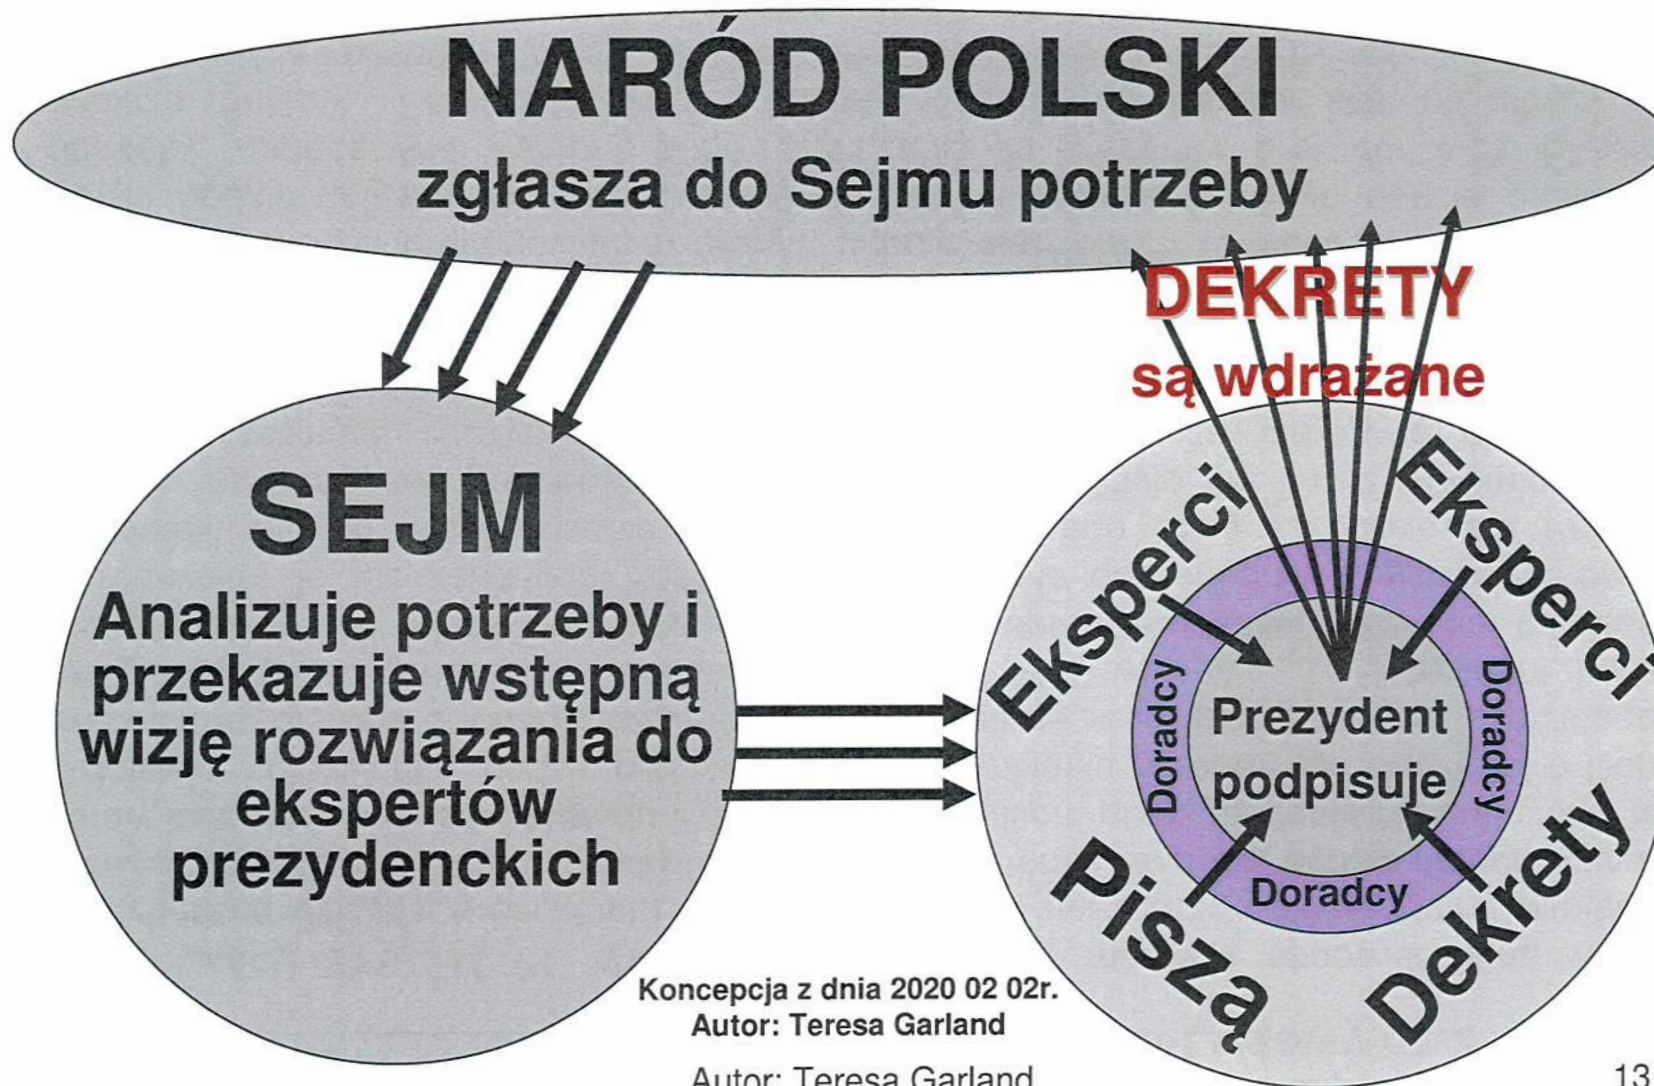 NARÓD POLSKI
zgłasza do Sejmu potrzeby
DEKRETY
są wdrażane
SEJM
Analizuje potrzeby i
przekazuje wstępną
wizję rozwiązania do
ekspertów
prezydenckich
Eksperci
Eksperci
Doradcy
Doradcy
Prezydent
podpisuje
Doradcy
Piszą
Dekrety
Koncepcja z dnia 2020 02 02r.
Autor: Teresa Garland
Autor: Teresa Garland
13